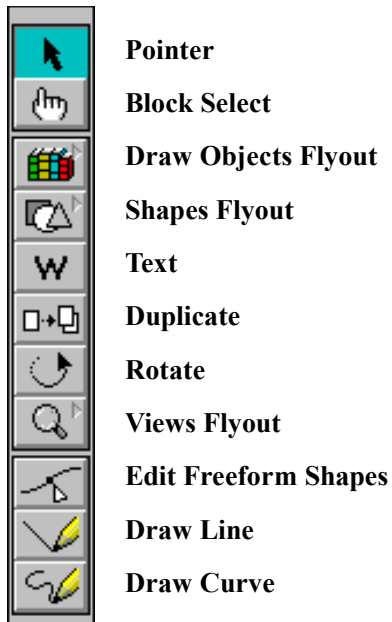 Pointer
Block Select
Draw Objects Flyout
Shapes Flyout
W Text
Duplicate
Rotate
Views Flyout
Edit Freeform Shapes
Draw Line
Draw Curve